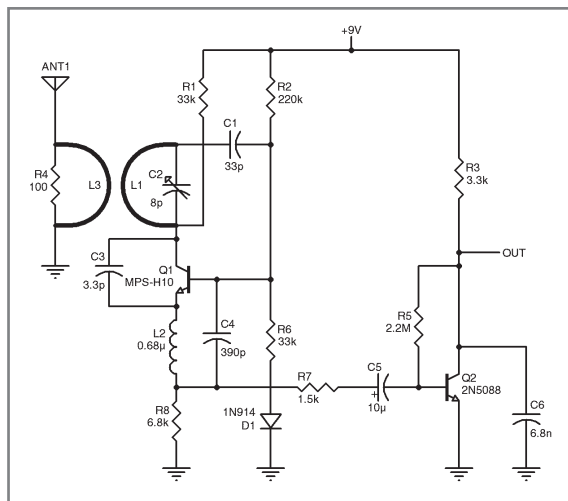 +9V
ANT1
R1
33k
R2
220k
C1
33p
R4
100
L3
L1
C2
8p
R3
3.3k
OUT
C3
3.3p
Q1
MPS-H10
L2
0.68µ
C4
390p
R6
33k
R5
2.2M
R7
1.5k
C5
+
10µ
Q2
2N5088
C6
6.8n
R8
6.8k
1N914
D1